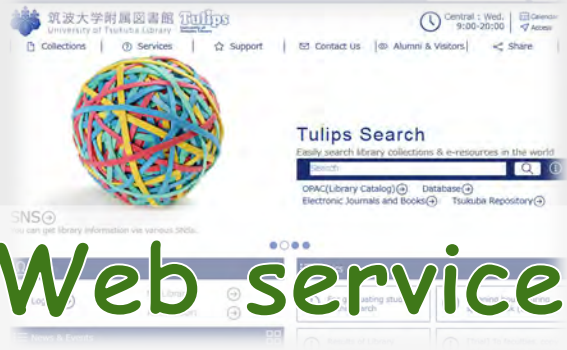 筑波大学附属図書館 Tulips
University of Tsukuba Library
Central : Wed.
9:00-20:00
Calendar
Access
Collections
Services
Support
Contact Us
Alumni & Visitors
Share
Tulips Search
Easily search library collections & e-resources in the world
Search
OPAC(Library Catalog)
Database
Electronic Journals and Books
Tsukuba Repository
SNS
You can get library information via various SNSs.
Web service
News & Events